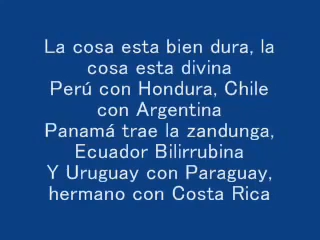 La cosa esta bien dura, la
cosa esta divina
Perú con Hondura, Chile
con Argentina
Panamá trae la zandunga,
Ecuador Bilirrubina
Y Uruguay con Paraguay,
hermano con Costa Rica